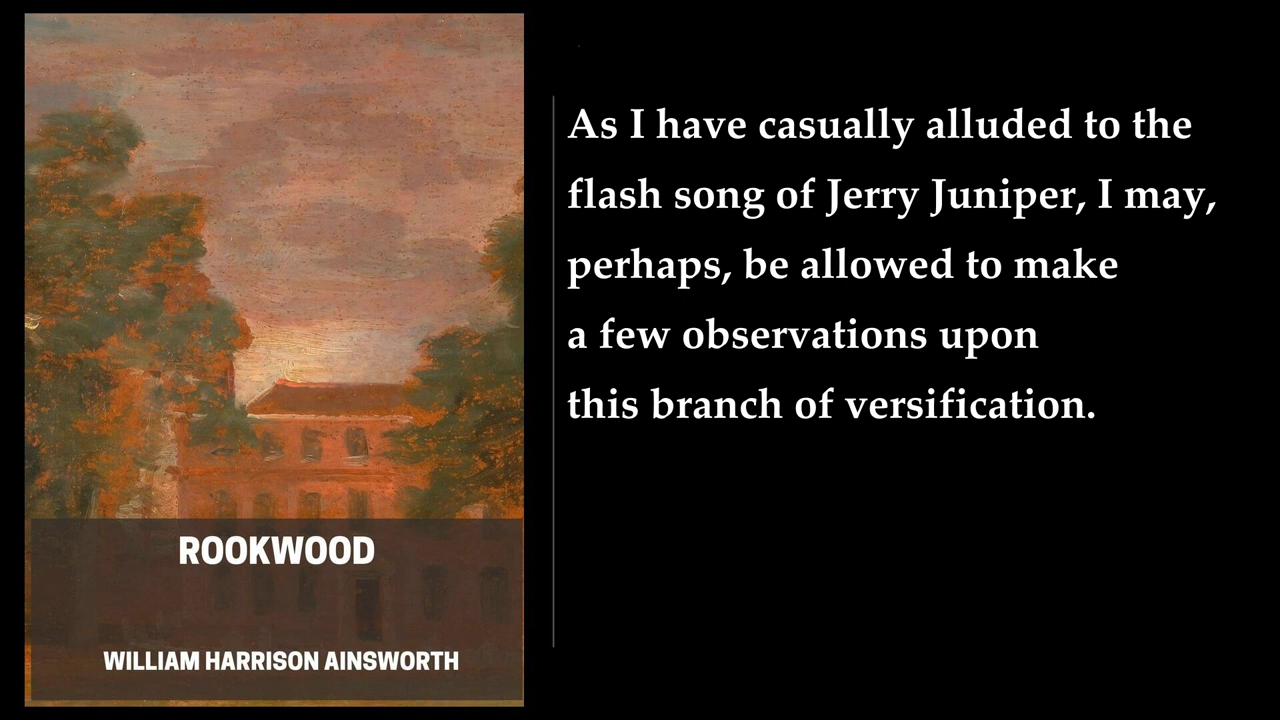 ROOKWOOD
WILLIAM HARRISON AINSWORTH
As I have casually alluded to the
flash song of Jerry Juniper, I may,
perhaps, be allowed to make
a few observations upon
this branch of versification.